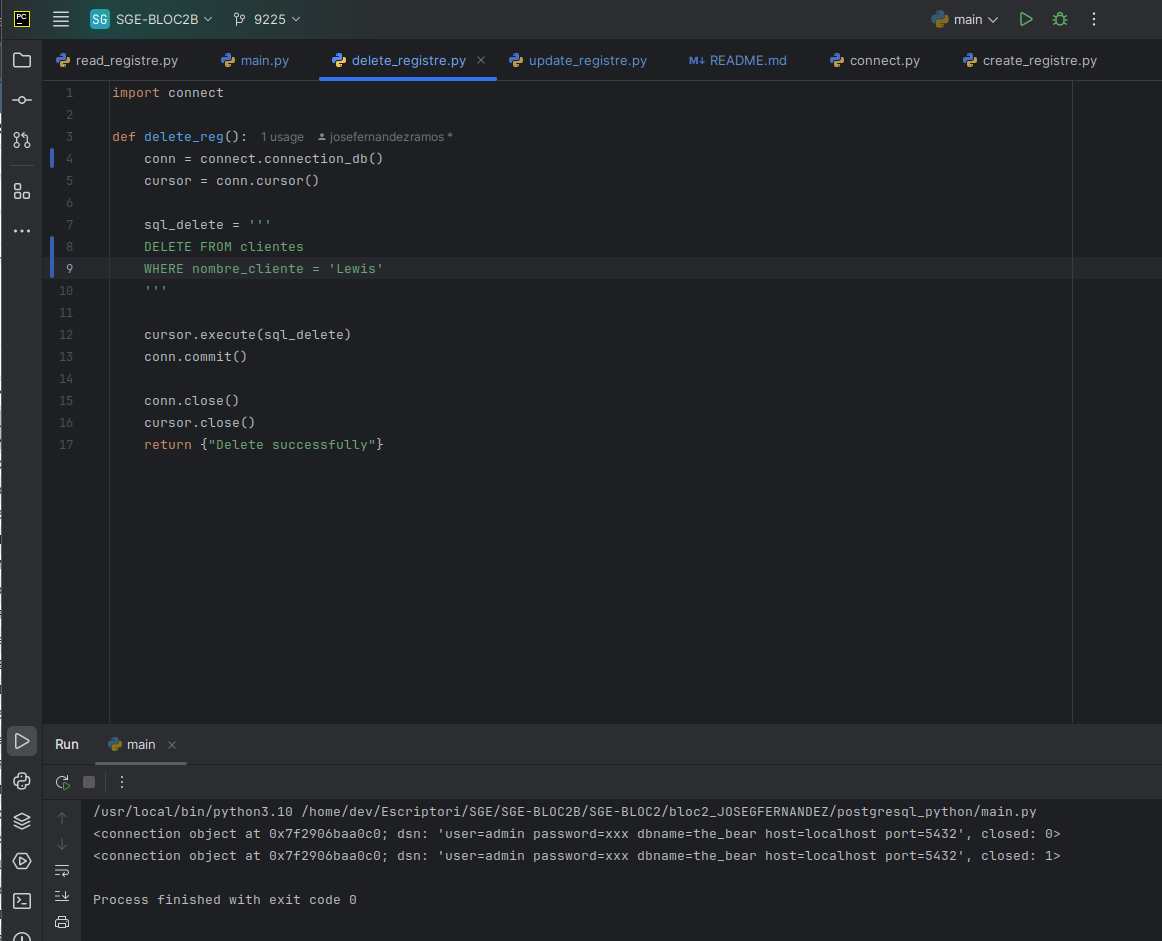 PC
SG SGE-BLOC2B 9225 main
read_registre.py main.py delete_registre.py update_registre.py M↓ README.md connect.py create_registre.py
1 import connect
2
3 def delete_reg(): 1 usage josefernandezramos *
4 conn = connect.connection_db()
5 cursor = conn.cursor()
6
7 sql_delete = '''
8 DELETE FROM clientes
9 WHERE nombre_cliente = 'Lewis'
10 '''
11
12 cursor.execute(sql_delete)
13 conn.commit()
14
15 conn.close()
16 cursor.close()
17 return {"Delete successfully"}
Run main
/usr/local/bin/python3.10 /home/dev/Escriptori/SGE/SGE-BLOC2B/SGE-BLOC2/bloc2_JOSEGFERNANDEZ/postgresql_python/main.py
<connection object at 0x7f2906baa0c0; dsn: 'user=admin password=xxx dbname=the_bear host=localhost port=5432', closed: 0>
<connection object at 0x7f2906baa0c0; dsn: 'user=admin password=xxx dbname=the_bear host=localhost port=5432', closed: 1>
Process finished with exit code 0